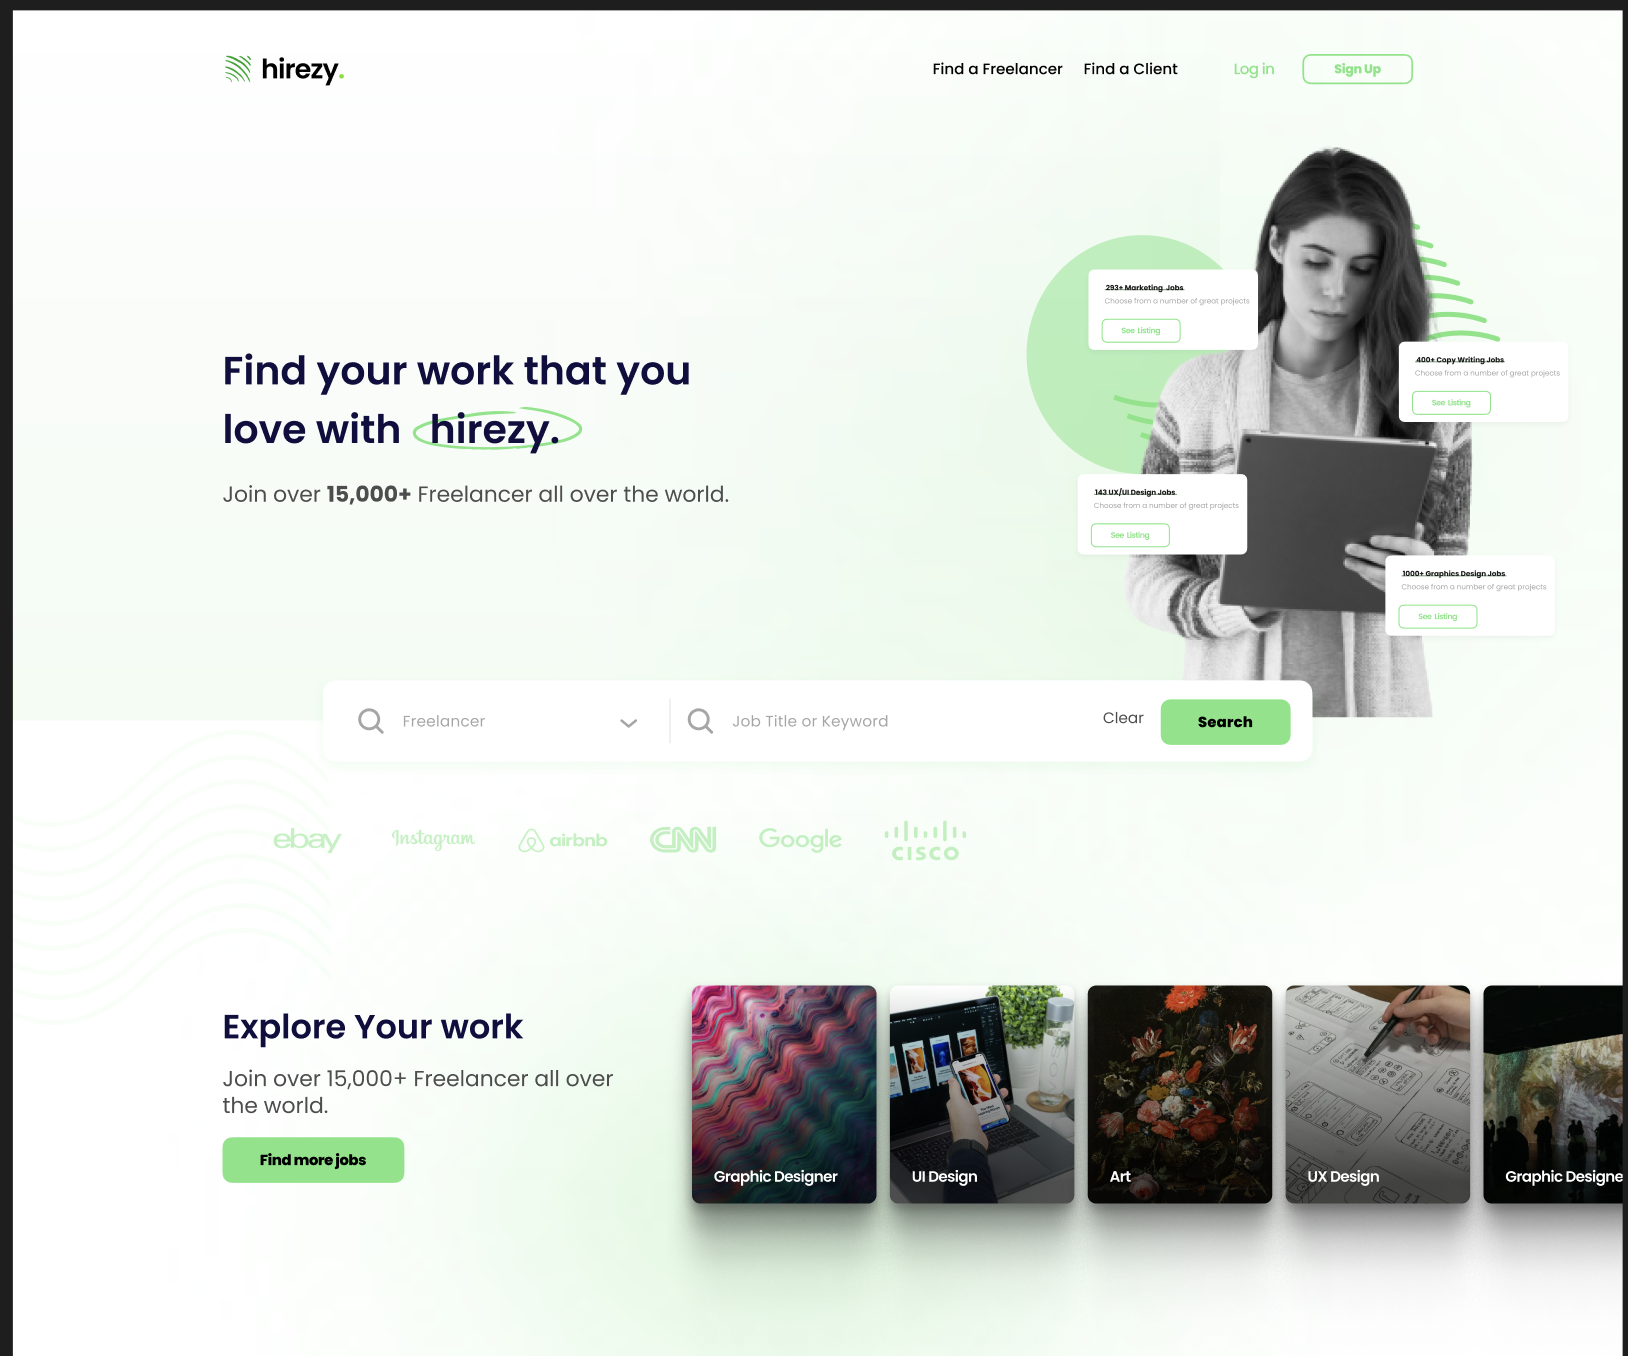 hirezy.
Find a Freelancer
Find a Client
Log in
Sign Up
293+ Marketing Jobs
Choose from a number of great projects
See Listing
400+ Copy Writing Jobs
Choose from a number of great projects
See Listing
Find your work that you
love with hirezy.
Join over 15,000+ Freelancer all over the world.
143 UX/UI Design Jobs
Choose from a number of great projects
See Listing
1000+ Graphics Design Jobs
Choose from a number of great projects
See Listing
Freelancer
Job Title or Keyword
Clear
Search
ebay
Instagram
airbnb
CNN
Google
CISCO
Explore Your work
Join over 15,000+ Freelancer all over
the world.
Find more jobs
Graphic Designer
UI Design
Art
UX Design
Graphic Designe